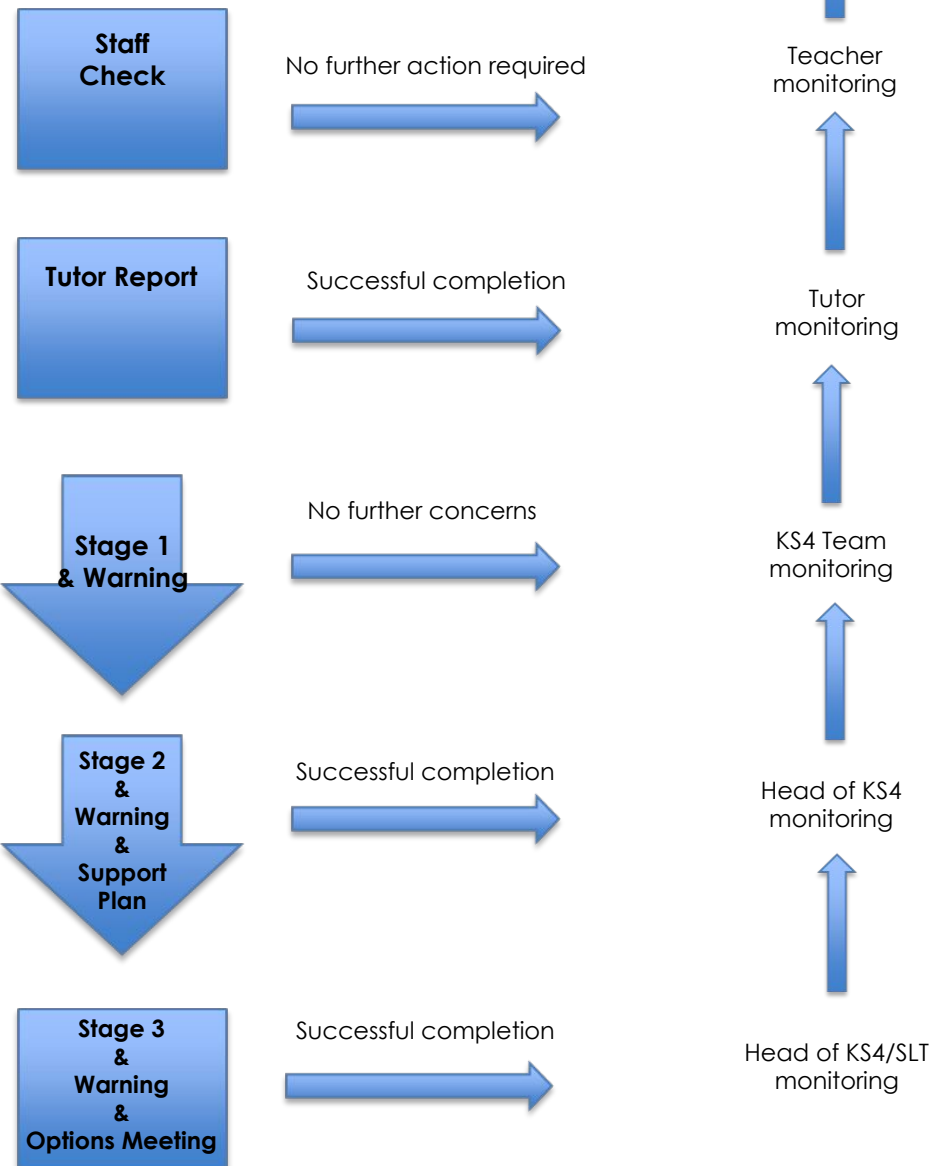 Staff
Check
No further action required
Teacher
monitoring
Tutor Report
Successful completion
Tutor
monitoring
Stage 1
& Warning
No further concerns
KS4 Team
monitoring
Stage 2
&
Warning
&
Support
Plan
Successful completion
Head of KS4
monitoring
Stage 3
&
Warning
&
Options Meeting
Successful completion
Head of KS4/SLT
monitoring